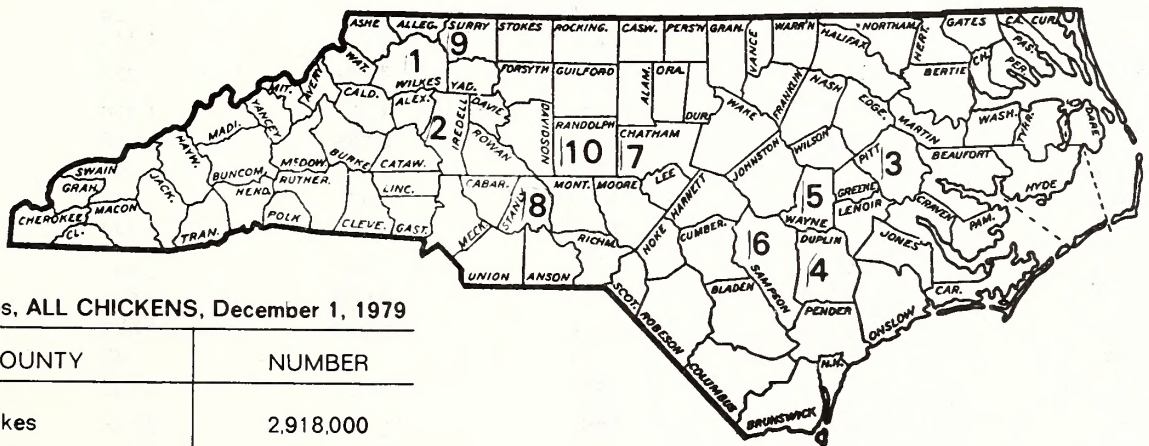 ASHE ALLEG. SURRY STOKES ROCKING. CASW. PERS'N GRAN. VANCE WARR'N HALIFAX NORTHAM. HERT. GATES CA. CUR.
9
WAT. 1 WILKES YAD. FORSYTH GUILFORD ALAM. ORA. DUR. FRANKLIN NASH BERTIE CH. PER. PAS.
MIT. AVERY CALD. ALEX. IREDELL DAVIE DAVIDSON WAKE EDGE. MARTIN WASH. TYRR. DARE
MADI. YANCEY 2 ROWAN RANDOLPH CHATHAM WILSON PITT BEAUFORT
HAYW. BUNCOM. McDOW. BURKE CATAW. 10 7 JOHNSTON 3 HYDE
SWAIN GRAH. JACK. HEND. RUTHER. LINC. CABAR. STANLY MONT. MOORE LEE HARNETT 5 GREENE LENOIR CRAVEN PAM.
CHEROKEE MACON CL. TRAN. POLK CLEVE. GAST. MECK. 8 RICHM. HOKE CUMBER. WAYNE JONES
6 SAMPSON DUPLIN 4
UNION ANSON SCOT. BLADEN PENDER ONSLOW CAR.
ROBESON COLUMBUS N.H.
BRUNSWICK
s, ALL CHICKENS, December 1, 1979
OUNTY NUMBER
kes 2,918,000